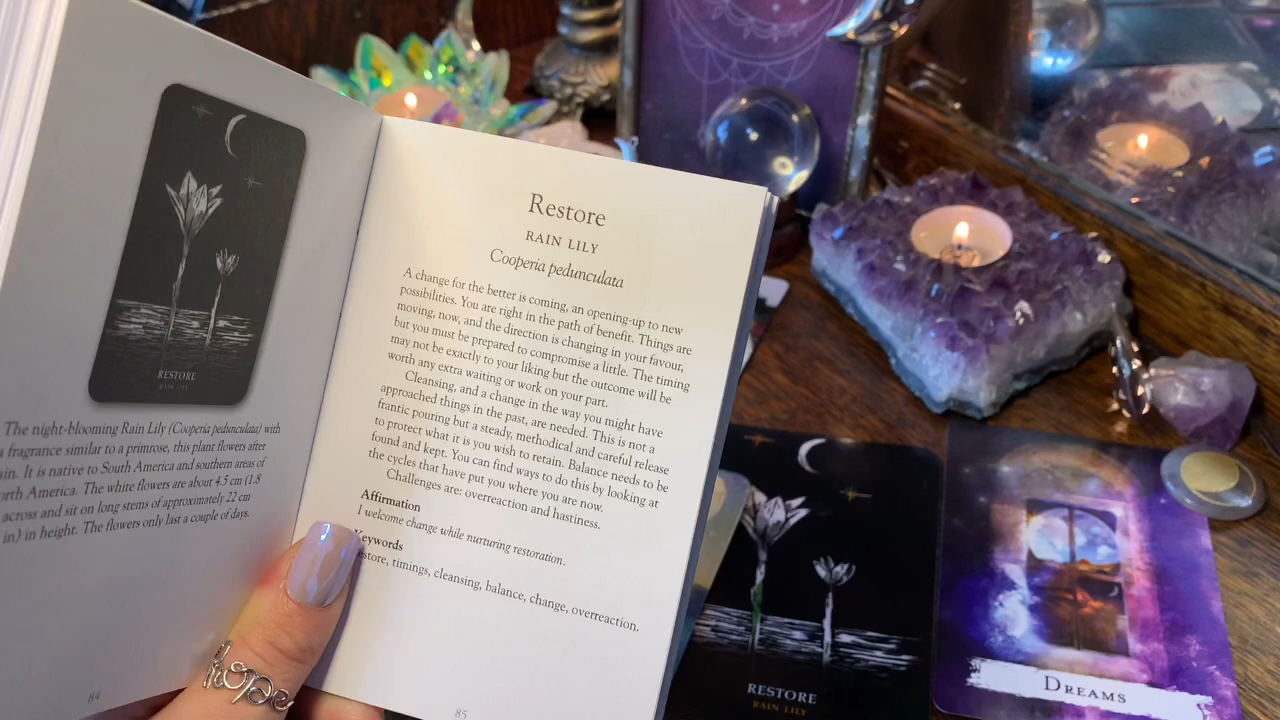 RESTORE
RAIN LILY
The night-blooming Rain Lily (Cooperia pedunculata) with
fragrance similar to a primrose, this plant flowers after
It is native to South America and southern areas of
America. The white flowers are about 4.5 cm (1.8
across and sit on long stems of approximately 22 cm
in) in height. The flowers only last a couple of days.
84
Restore
RAIN LILY
Cooperia pedunculata
A change for the better is coming, an opening-up to new
possibilities. You are right in the path of benefit. Things are
moving, now, and the direction is changing in your favour,
but you must be prepared to compromise a little. The timing
may not be exactly to your liking but the outcome will be
worth any extra waiting or work on your part.
Cleansing, and a change in the way you might have
approached things in the past, are needed. This is not a
frantic pouring but a steady, methodical and careful release
to protect what it is you wish to retain. Balance needs to be
found and kept. You can find ways to do this by looking at
the cycles that have put you where you are now.
Challenges are: overreaction and hastiness.
Affirmation
I welcome change while nurturing restoration.
Keywords
restore, timings, cleansing, balance, change, overreaction.
85
hope
RESTORE
RAIN LILY
DREAMS